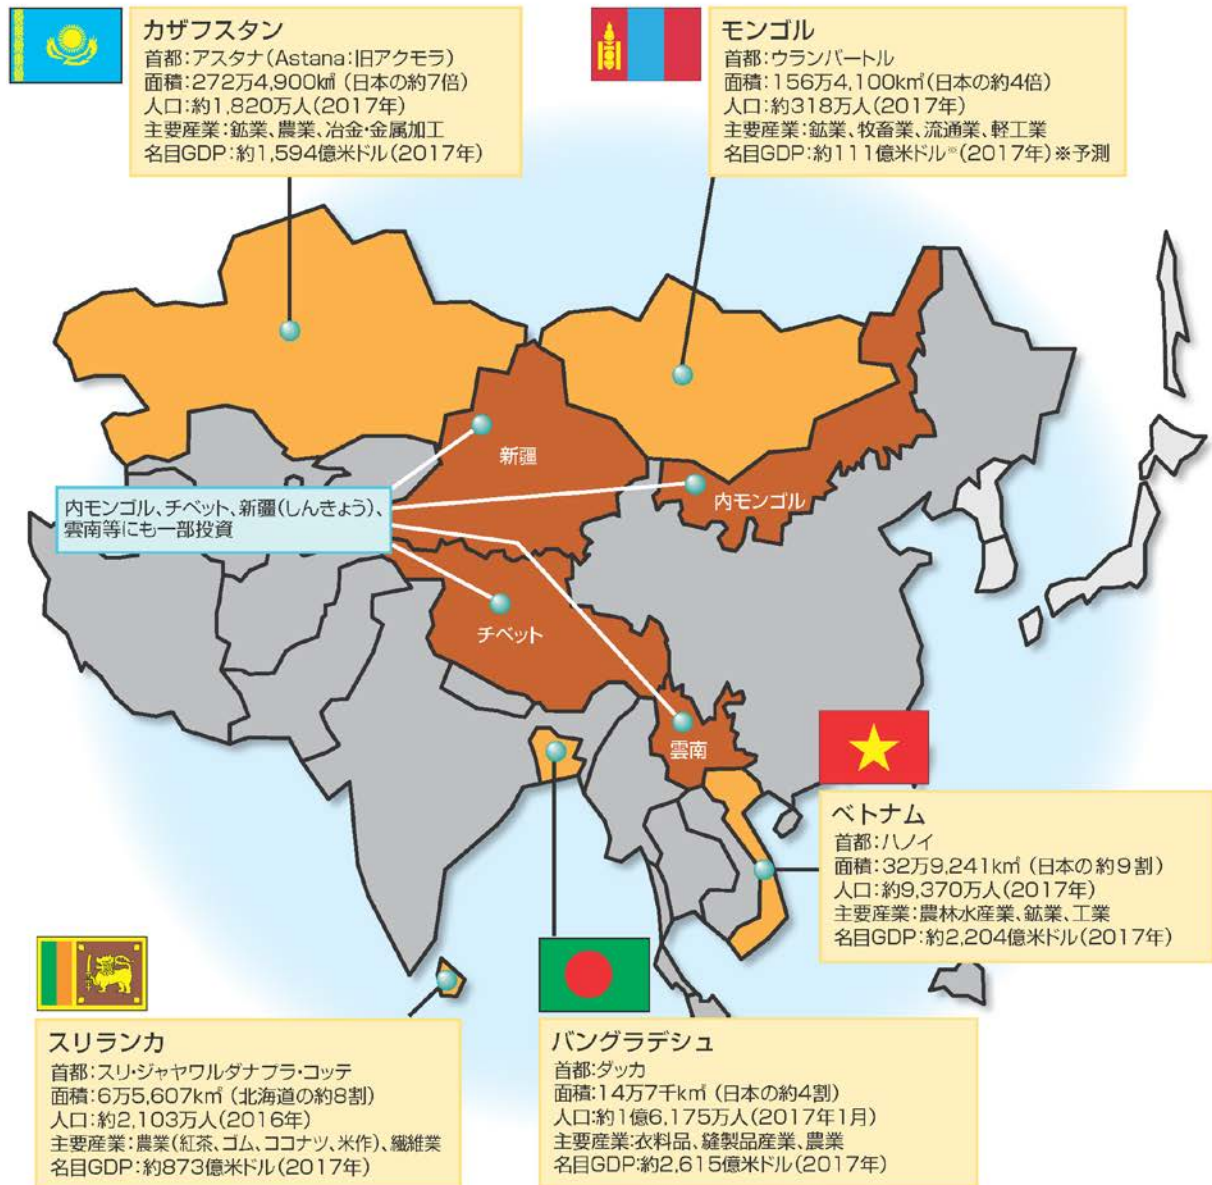 カザフスタン
首都：アスタナ（Astana：旧アクモラ）
面積：272万4,900㎢（日本の約7倍）
人口：約1,820万人（2017年）
主要産業：鉱業、農業、冶金・金属加工
名目GDP：約1,594億米ドル（2017年）
モンゴル
首都：ウランバートル
面積：156万4,100k㎡（日本の約4倍）
人口：約318万人（2017年）
主要産業：鉱業、牧畜業、流通業、軽工業
名目GDP：約111億米ドル※（2017年）※予測
新疆
内モンゴル
内モンゴル、チベット、新疆（しんきょう）、
雲南等にも一部投資
チベット
雲南
ベトナム
首都：ハノイ
面積：32万9,241k㎡（日本の約9割）
人口：約9,370万人（2017年）
主要産業：農林水産業、鉱業、工業
名目GDP：約2,204億米ドル（2017年）
スリランカ
首都：スリ・ジャヤワルダナプラ・コッテ
面積：6万5,607k㎡（北海道の約8割）
人口：約2,103万人（2016年）
主要産業：農業（紅茶、ゴム、ココナツ、米作）、繊維業
名目GDP：約873億米ドル（2017年）
バングラデシュ
首都：ダッカ
面積：14万7千k㎡（日本の約4割）
人口：約1億6,175万人（2017年1月）
主要産業：衣料品、縫製品産業、農業
名目GDP：約2,615億米ドル（2017年）